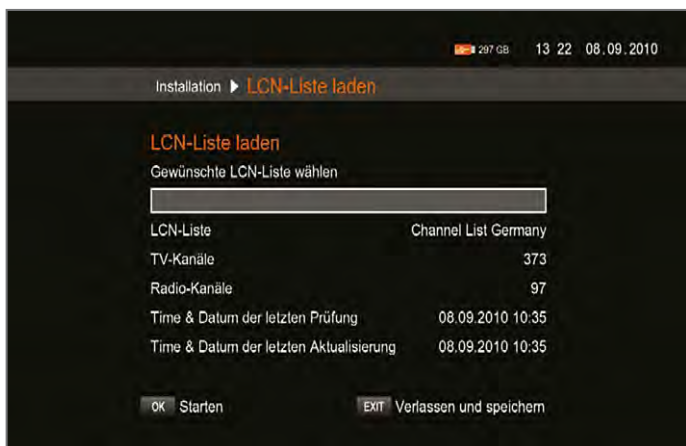 297 GB 13 22 08.09.2010
Installation ▶ LCN-Liste laden
LCN-Liste laden
Gewünschte LCN-Liste wählen
LCN-Liste Channel List Germany
TV-Kanäle 373
Radio-Kanäle 97
Time & Datum der letzten Prüfung 08.09.2010 10:35
Time & Datum der letzten Aktualisierung 08.09.2010 10:35
OK Starten EXIT Verlassen und speichern